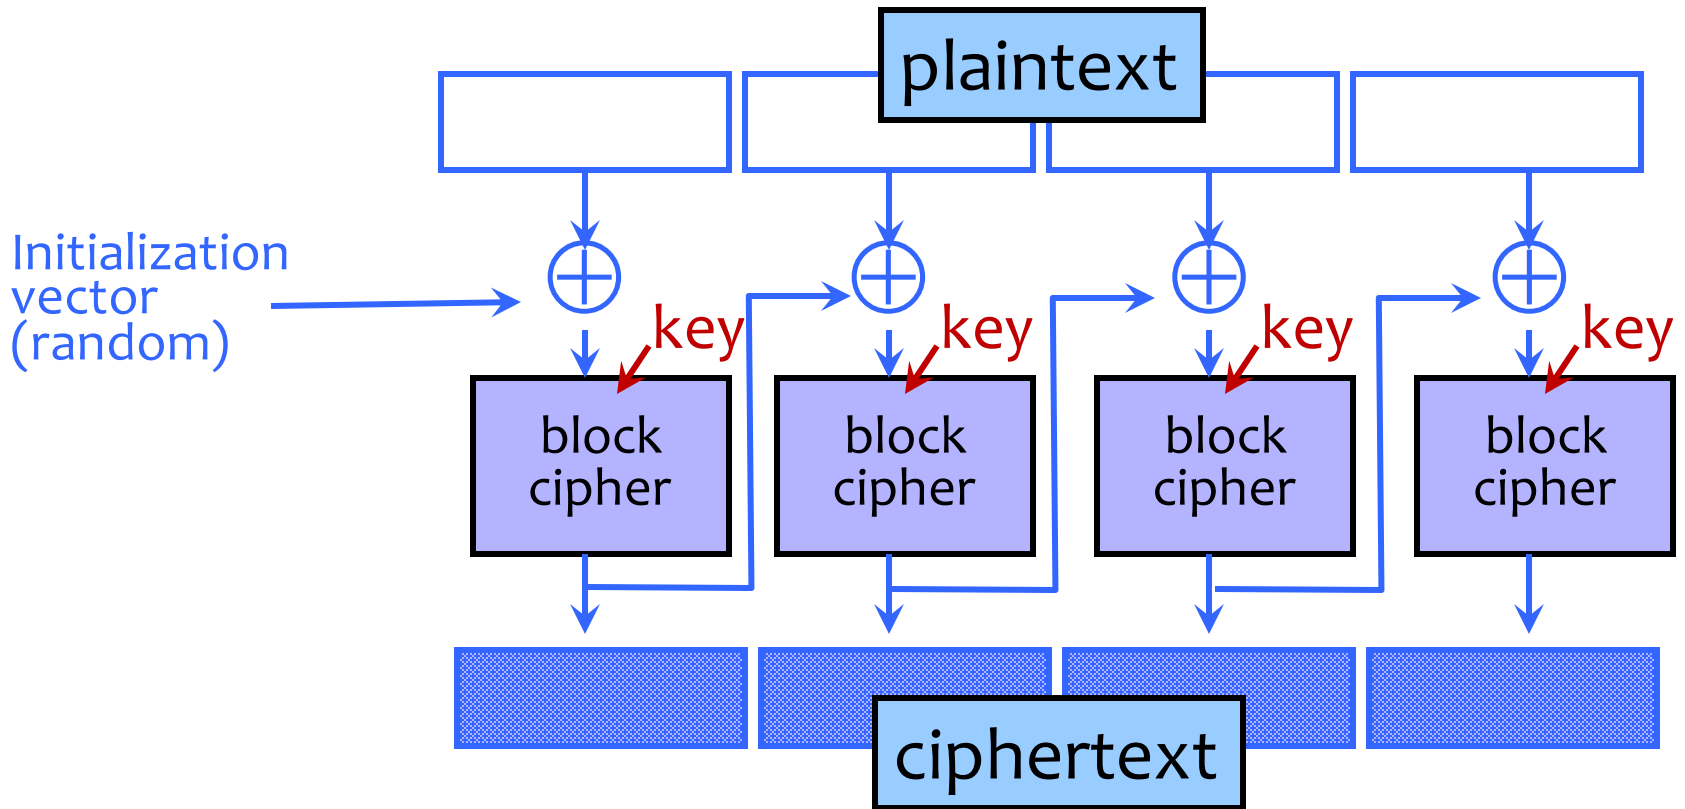 plaintext
Initialization
vector
(random)
key
key
key
key
block
cipher
block
cipher
block
cipher
block
cipher
ciphertext